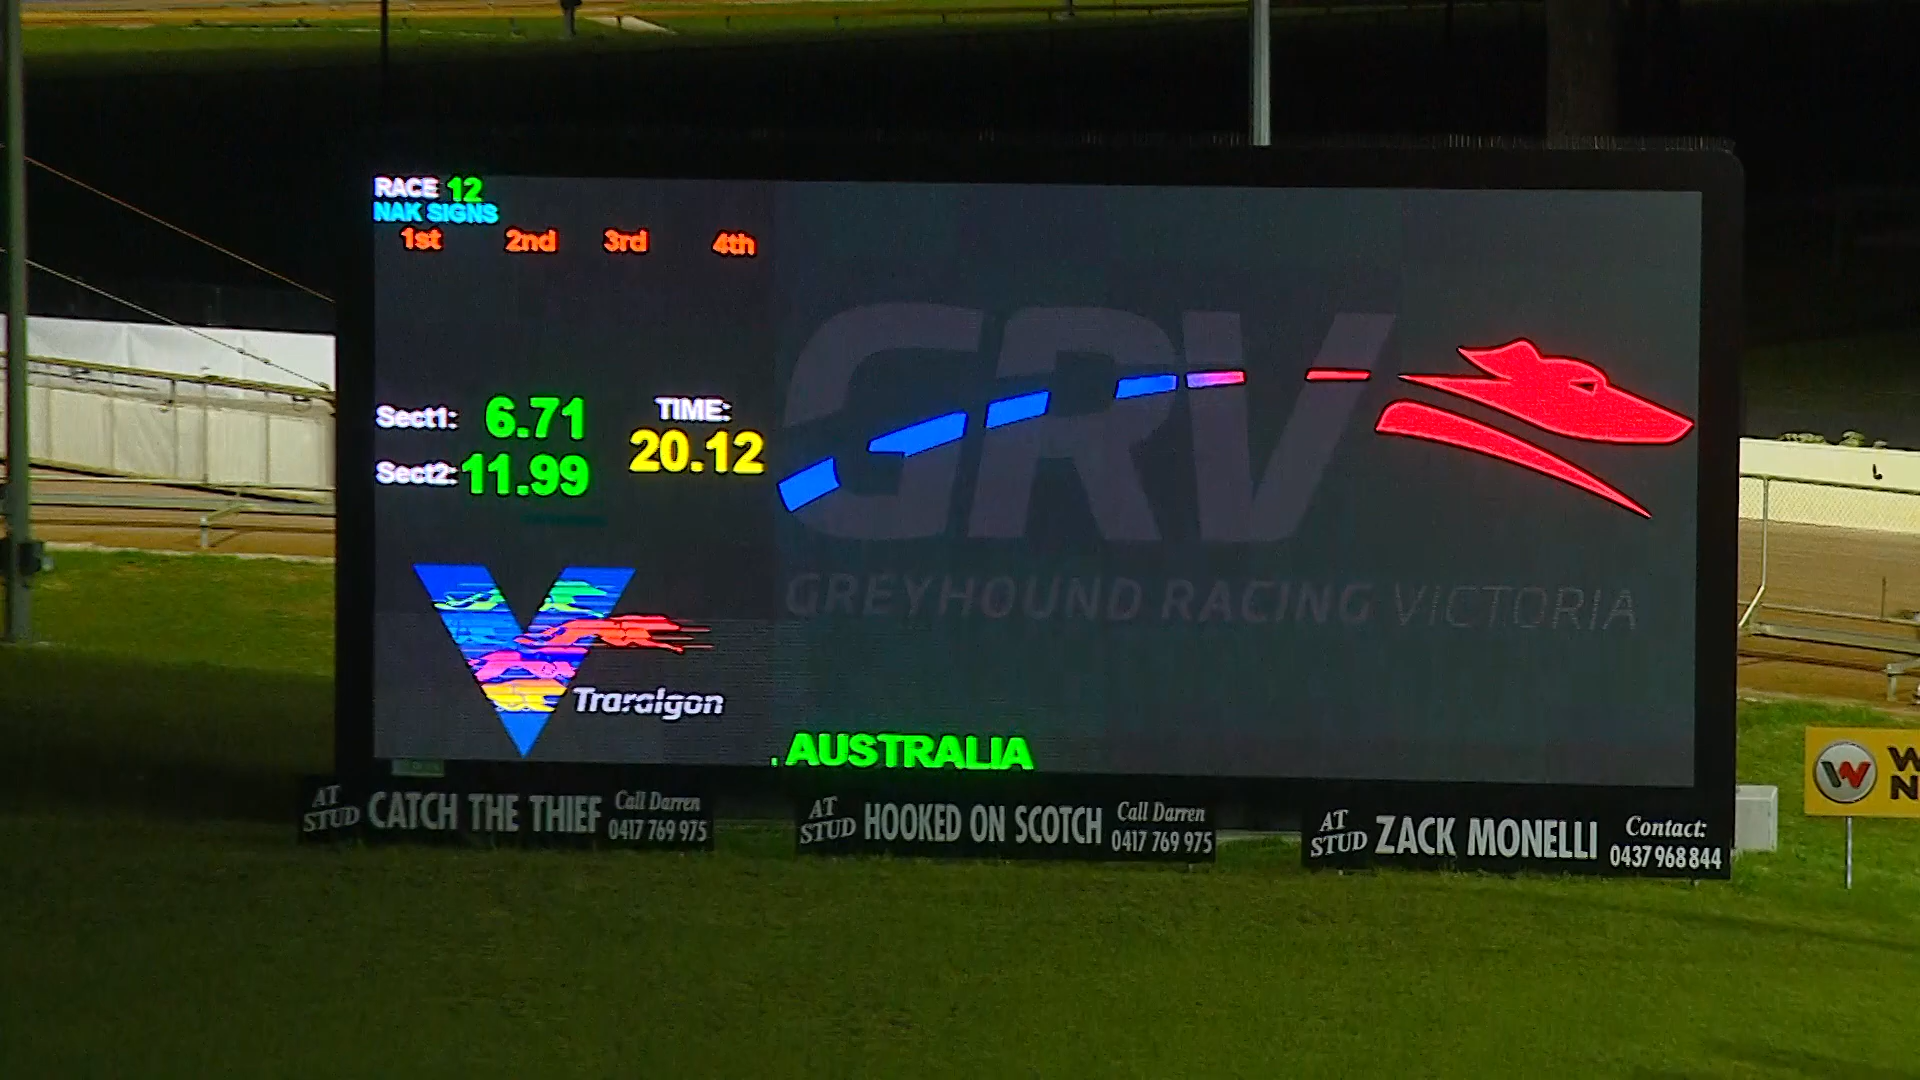 RACE 12
NAK SIGNS
1st 2nd 3rd 4th
Sect1: 6.71
Sect2: 11.99
TIME:
20.12
GRV
GREYHOUND RACING VICTORIA
Traralgon
. AUSTRALIA
AT STUD CATCH THE THIEF Call Darren 0417 769 975
AT STUD HOOKED ON SCOTCH Call Darren 0417 769 975
AT STUD ZACK MONELLI Contact: 0437 968 844
W